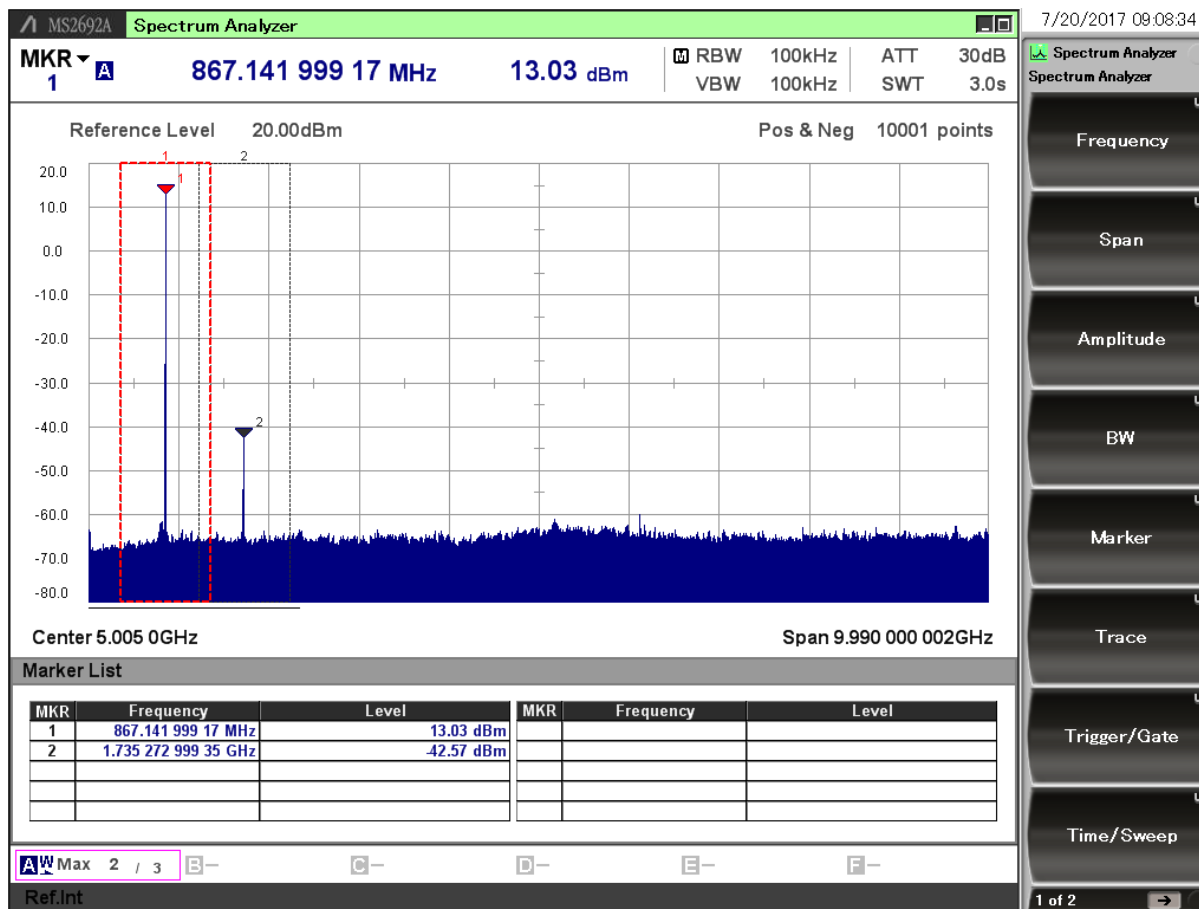 MS2692A Spectrum Analyzer
7/20/2017 09:08:34
MKR A 867.141 999 17 MHz 13.03 dBm M RBW 100kHz ATT 30dB
1 VBW 100kHz SWT 3.0s
Spectrum Analyzer
Spectrum Analyzer
Reference Level 20.00dBm Pos & Neg 10001 points
1 2
20.0
1
10.0
0.0
-10.0
-20.0
-30.0
-40.0
2
-50.0
-60.0
-70.0
-80.0
Center 5.005 0GHz Span 9.990 000 002GHz
Marker List
MKR Frequency Level MKR Frequency Level
1 867.141 999 17 MHz 13.03 dBm
2 1.735 272 999 35 GHz -42.57 dBm
A W Max 2 / 3 B- C- D- E- F-
Ref.Int
Frequency
Span
Amplitude
BW
Marker
Trace
Trigger/Gate
Time/Sweep
1 of 2